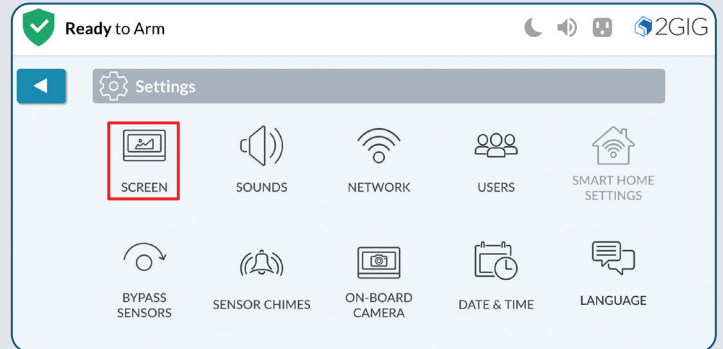 Ready to Arm
2GIG
Settings
SCREEN
SOUNDS
NETWORK
USERS
SMART HOME
SETTINGS
BYPASS
SENSORS
SENSOR CHIMES
ON-BOARD
CAMERA
DATE & TIME
LANGUAGE